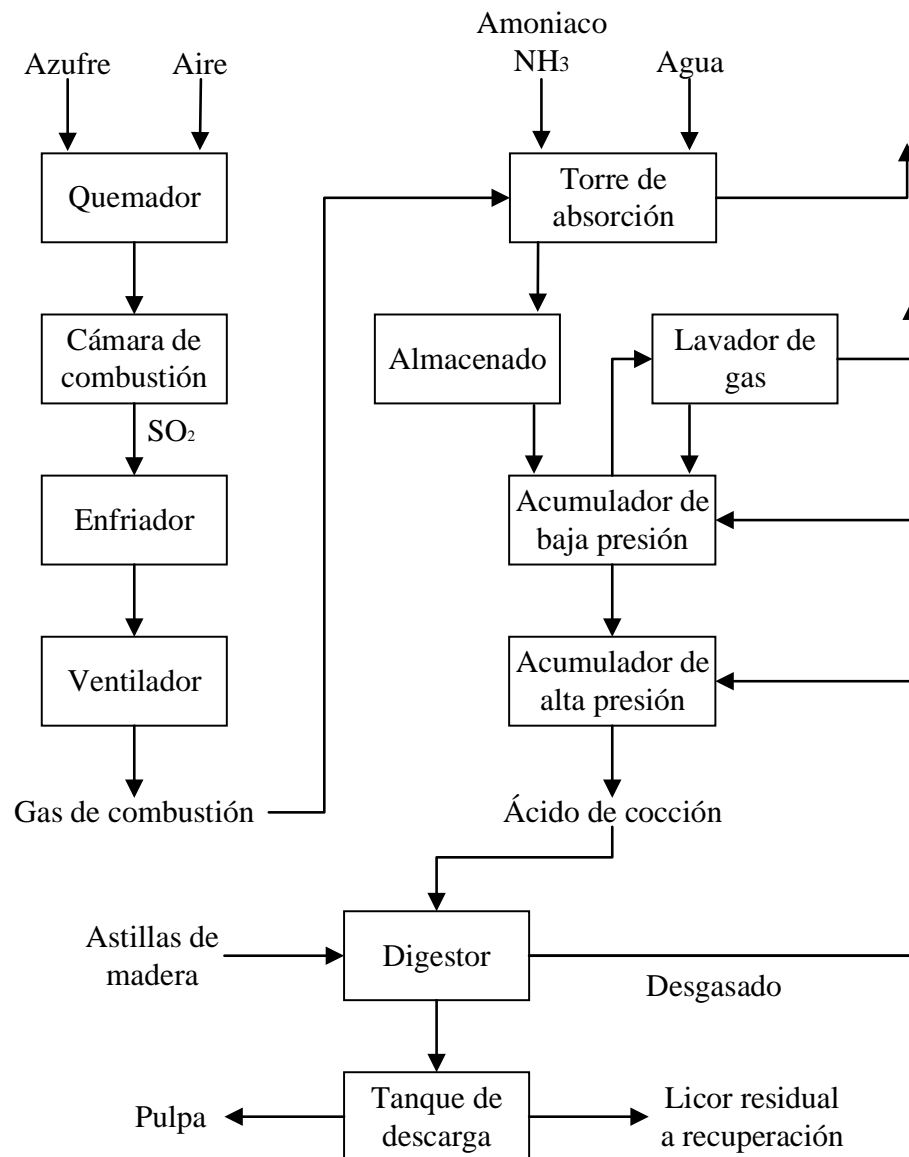 Azufre
Aire
Quemador
Cámara de
combustión
SO₂
Enfriador
Ventilador
Gas de combustión
Amoniaco
NH₃
Agua
Torre de
absorción
Almacenado
Lavador de
gas
Acumulador de
baja presión
Acumulador de
alta presión
Ácido de cocción
Astillas de
madera
Digestor
Desgasado
Pulpa
Tanque de
descarga
Licor residual
a recuperación